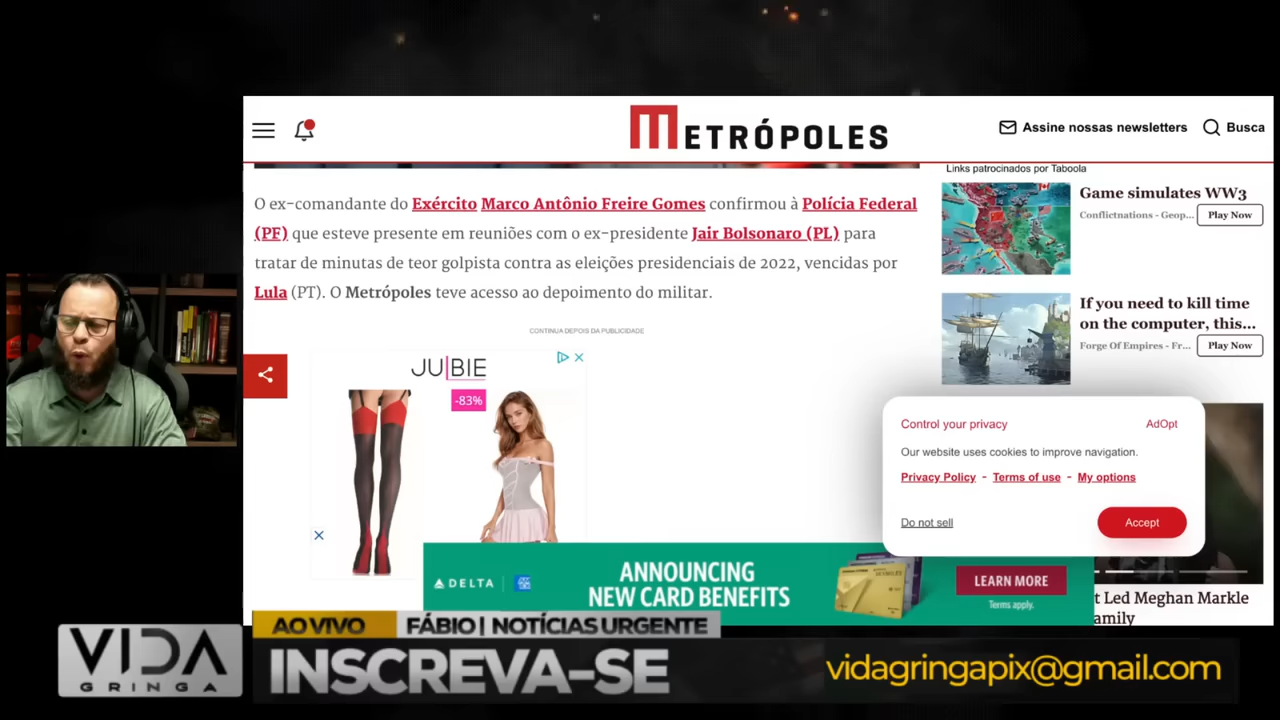 METRÓPOLES
Assine nossas newsletters
Busca
O ex-comandante do Exército Marco Antônio Freire Gomes confirmou à Polícia Federal
(PF) que esteve presente em reuniões com o ex-presidente Jair Bolsonaro (PL) para
tratar de minutas de teor golpista contra as eleições presidenciais de 2022, vencidas por
Lula (PT). O Metrópoles teve acesso ao depoimento do militar.
CONTINUA DEPOIS DA PUBLICIDADE
JURBIE
-83%
Links patrocinados por Taboola
Game simulates WW3
Conflictnations - Geop...
Play Now
If you need to kill time
on the computer, this...
Forge Of Empires - Fr...
Play Now
Control your privacy
AdOpt
Our website uses cookies to improve navigation.
Privacy Policy - Terms of use - My options
Do not sell
Accept
t Led Meghan Markle
amily
DELTA
ANNOUNCING
NEW CARD BENEFITS
LEARN MORE
Terms apply.
AO VIVO
FÁBIO | NOTÍCIAS URGENTE
VIDA
GRINGA
INSCREVA-SE
vidagringapix@gmail.com